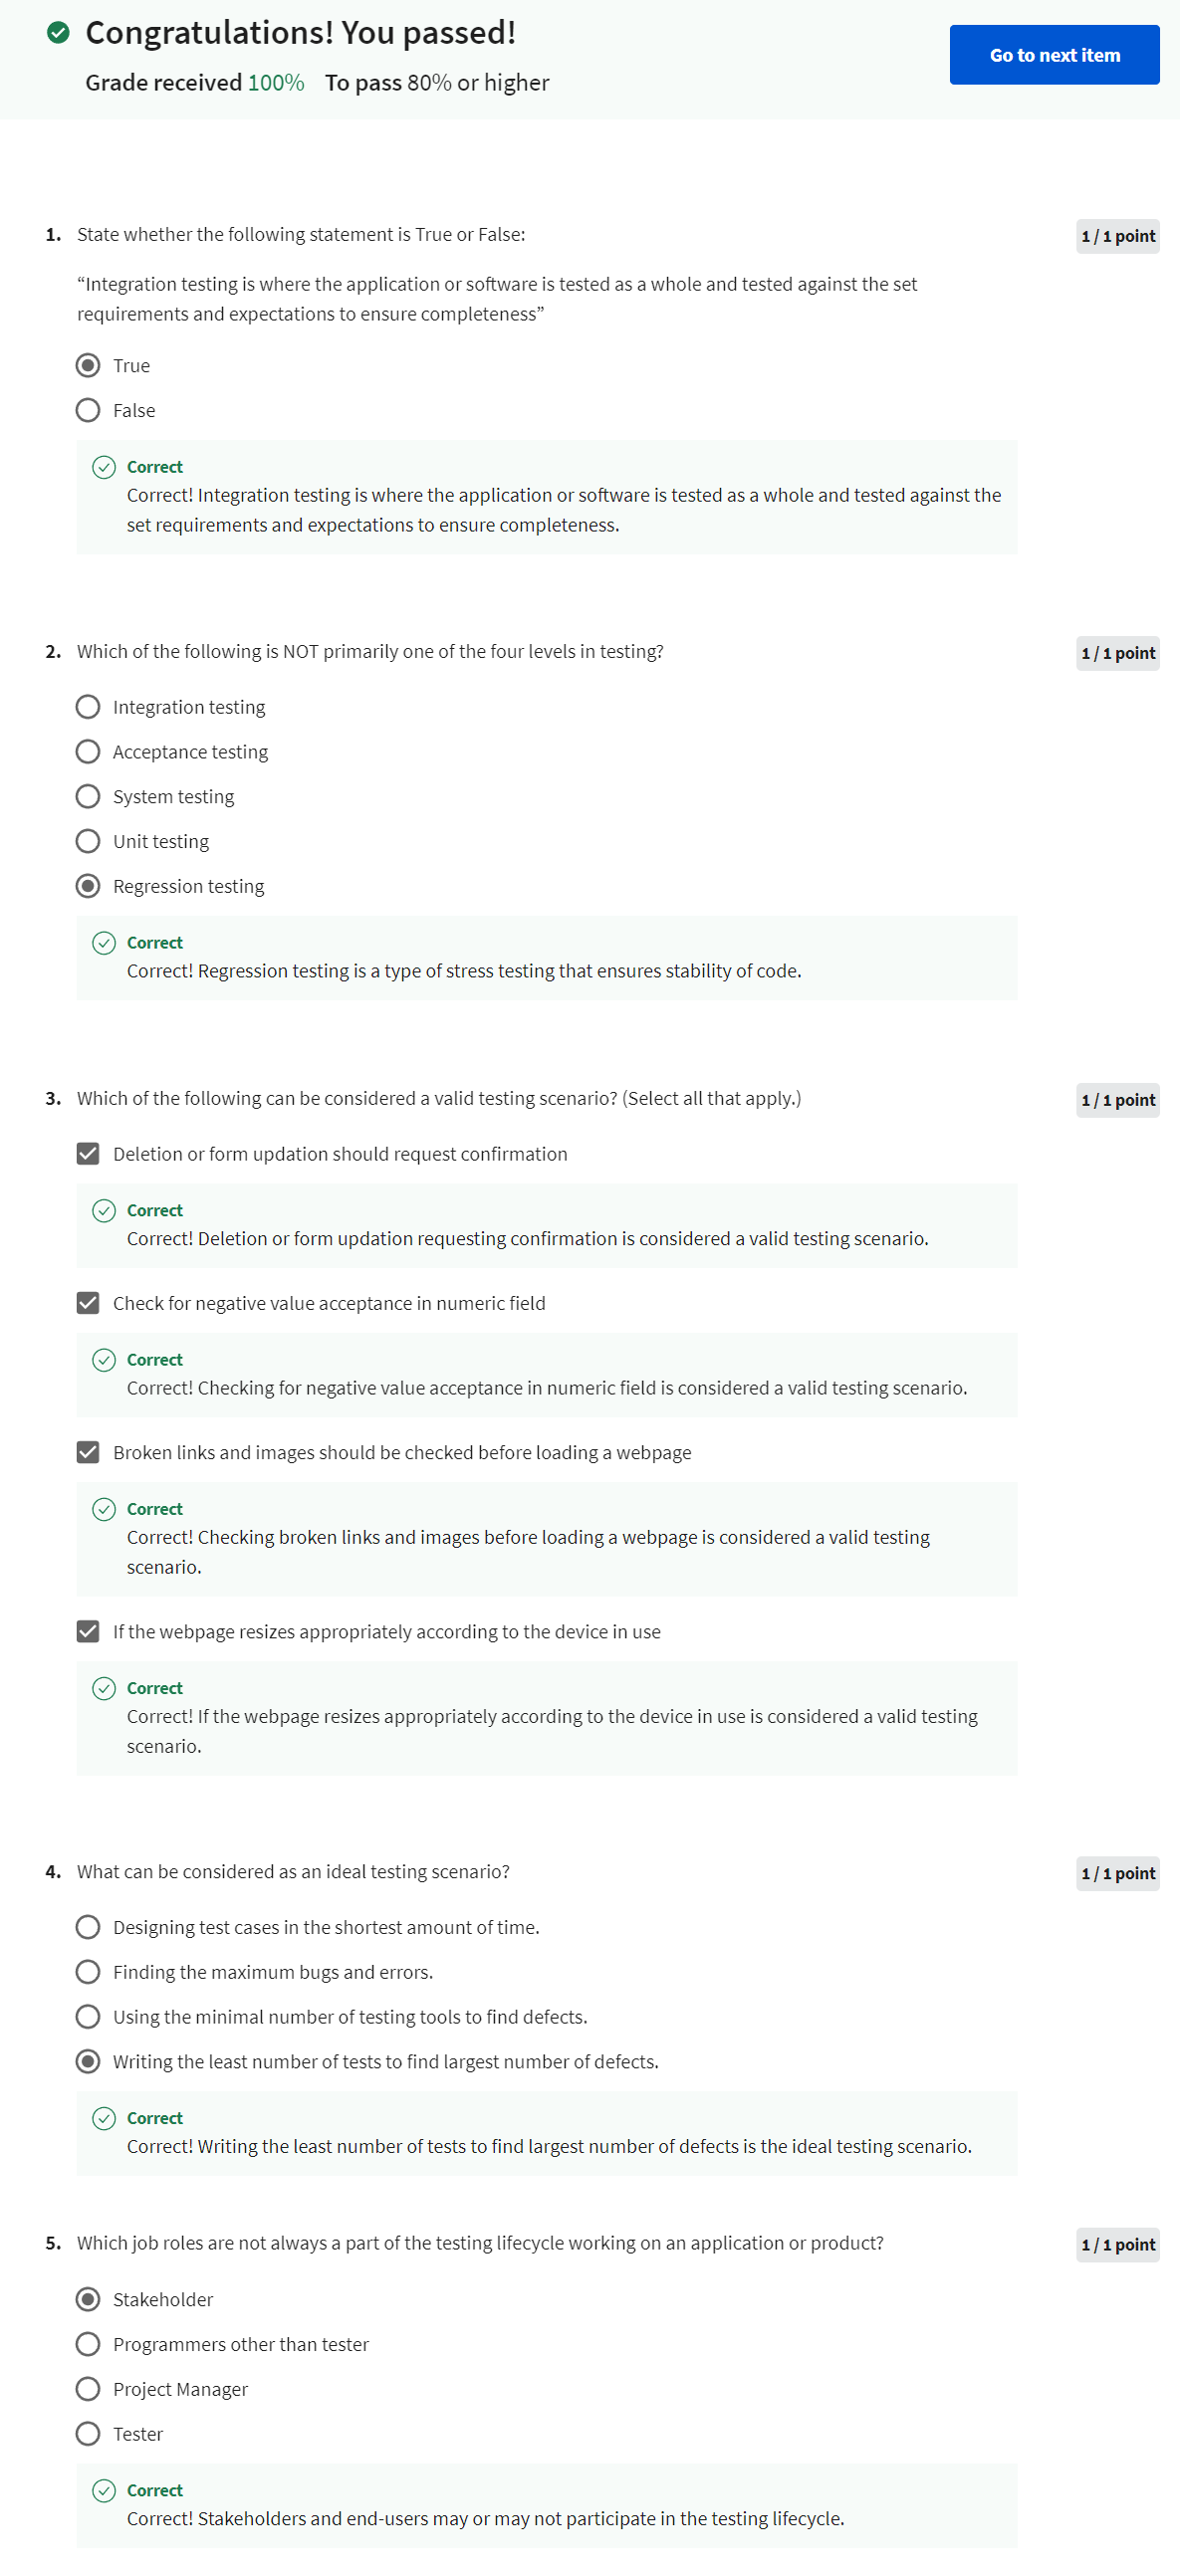 Congratulations! You passed!
Go to next item
Grade received 100% To pass 80% or higher
1. State whether the following statement is True or False:
1 / 1 point
“Integration testing is where the application or software is tested as a whole and tested against the set
requirements and expectations to ensure completeness”
True
False
Correct
Correct! Integration testing is where the application or software is tested as a whole and tested against the
set requirements and expectations to ensure completeness.
2. Which of the following is NOT primarily one of the four levels in testing?
1 / 1 point
Integration testing
Acceptance testing
System testing
Unit testing
Regression testing
Correct
Correct! Regression testing is a type of stress testing that ensures stability of code.
3. Which of the following can be considered a valid testing scenario? (Select all that apply.)
1 / 1 point
Deletion or form updation should request confirmation
Correct
Correct! Deletion or form updation requesting confirmation is considered a valid testing scenario.
Check for negative value acceptance in numeric field
Correct
Correct! Checking for negative value acceptance in numeric field is considered a valid testing scenario.
Broken links and images should be checked before loading a webpage
Correct
Correct! Checking broken links and images before loading a webpage is considered a valid testing
scenario.
If the webpage resizes appropriately according to the device in use
Correct
Correct! If the webpage resizes appropriately according to the device in use is considered a valid testing
scenario.
4. What can be considered as an ideal testing scenario?
1 / 1 point
Designing test cases in the shortest amount of time.
Finding the maximum bugs and errors.
Using the minimal number of testing tools to find defects.
Writing the least number of tests to find largest number of defects.
Correct
Correct! Writing the least number of tests to find largest number of defects is the ideal testing scenario.
5. Which job roles are not always a part of the testing lifecycle working on an application or product?
1 / 1 point
Stakeholder
Programmers other than tester
Project Manager
Tester
Correct
Correct! Stakeholders and end-users may or may not participate in the testing lifecycle.